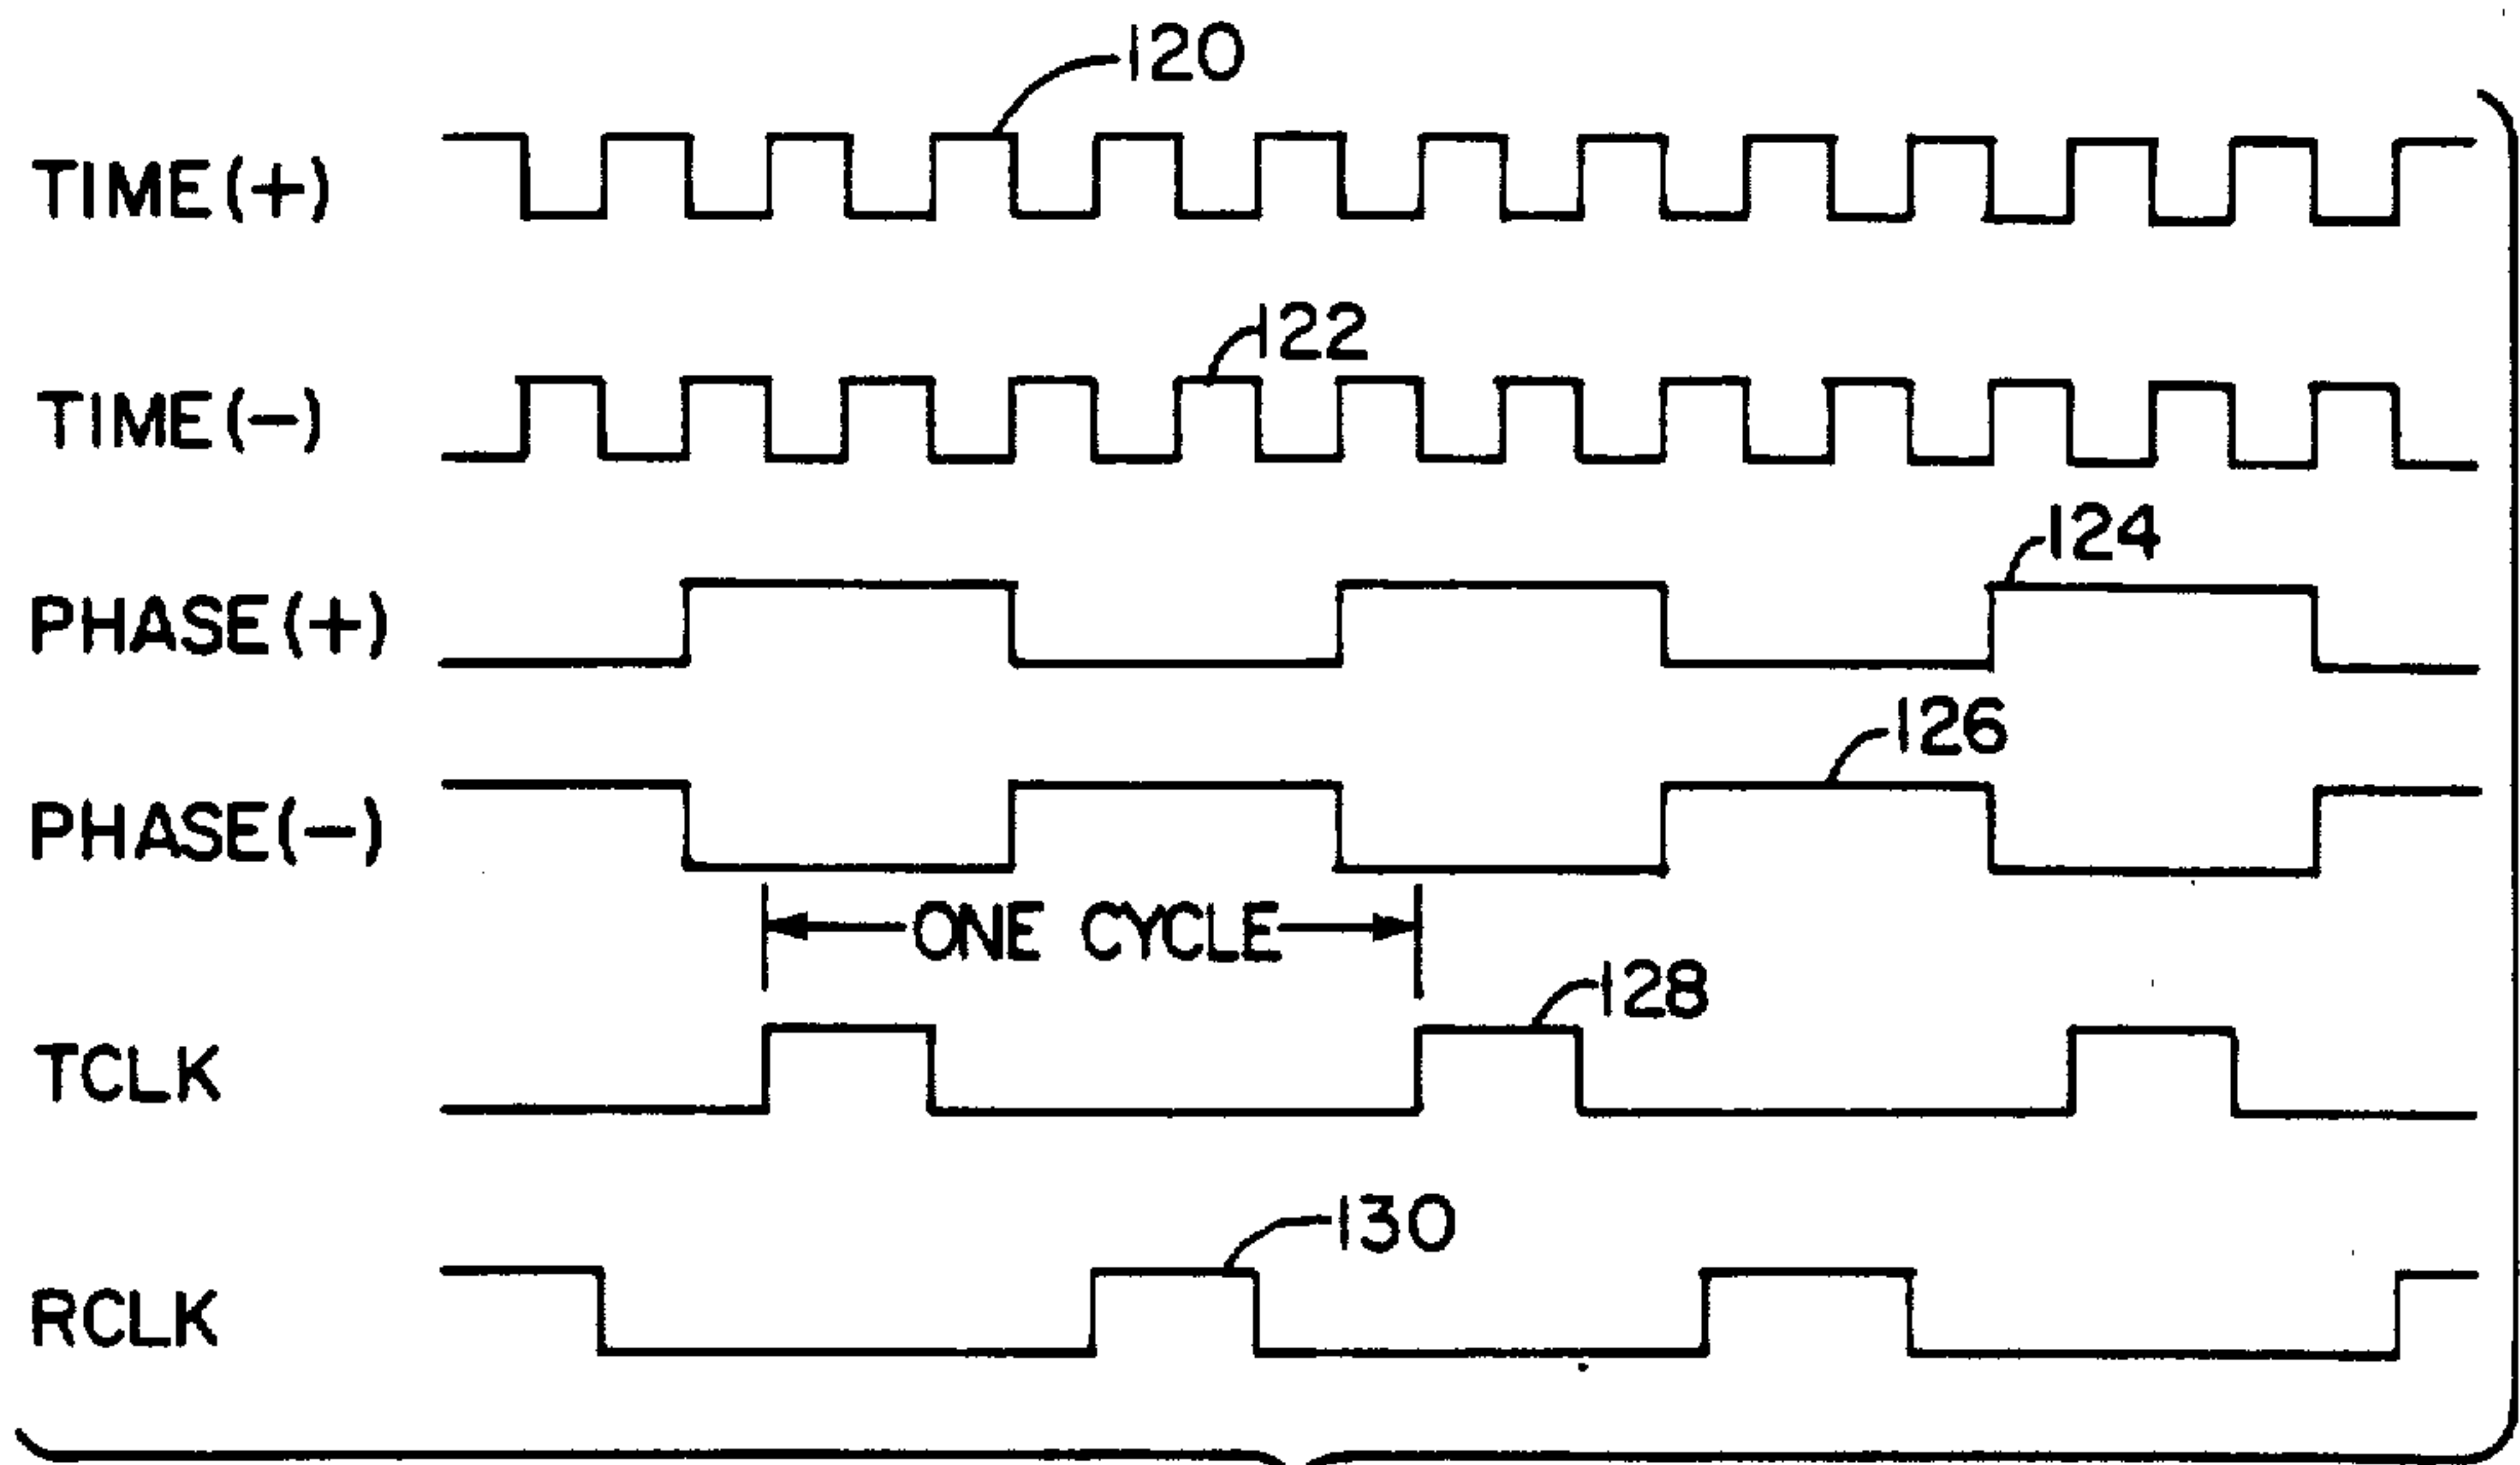 120
TIME(+)
122
TIME(−)
124
PHASE(+)
126
PHASE(−)
ONE CYCLE
128
TCLK
130
RCLK